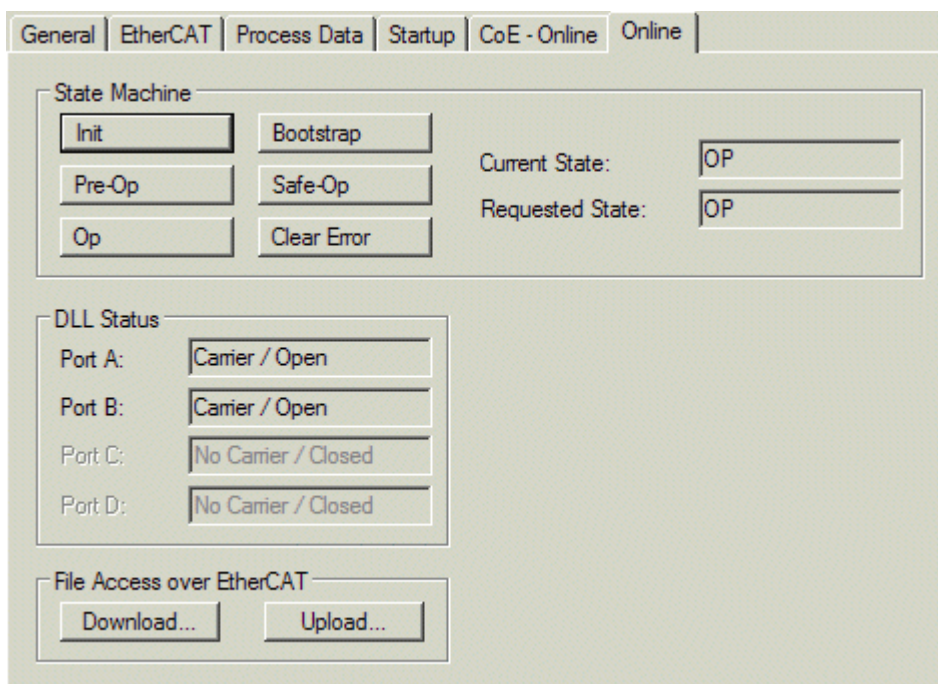 General EtherCAT Process Data Startup CoE - Online Online
State Machine
Init Bootstrap
Current State: OP
Pre-Op Safe-Op
Requested State: OP
Op Clear Error
DLL Status
Port A: Carrier / Open
Port B: Carrier / Open
Port C: No Carrier / Closed
Port D: No Carrier / Closed
File Access over EtherCAT
Download... Upload...